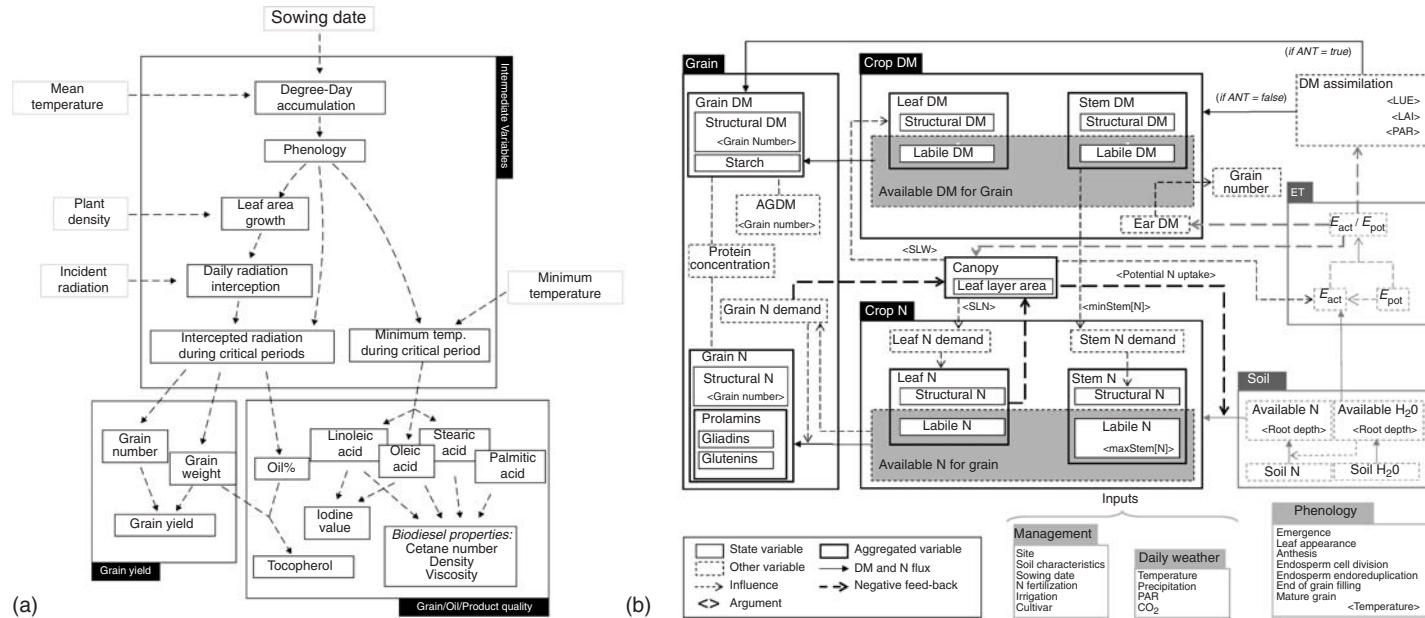 Sowing date
Mean
temperature
Degree-Day
accumulation
Intermediate Variables
Phenology
Plant
density
Leaf area
growth
Incident
radiation
Daily radiation
interception
Minimum
temperature
Intercepted radiation
during critical periods
Minimum temp.
during critical period
Grain
number
Grain
weight
Grain yield
Grain yield
Oil%
Linoleic
acid
Oleic
acid
Stearic
acid
Palmitic
acid
Iodine
value
Biodiesel properties:
Cetane number
Density
Viscosity
Tocopherol
Grain/Oil/Product quality
(a)
Grain
Grain DM
Structural DM
<Grain Number>
Starch
AGDM
<Grain number>
Protein
concentration
Grain N demand
Grain N
Structural N
<Grain number>
Prolamins
Gliadins
Glutenins
Crop DM
Leaf DM
Structural DM
Labile DM
Stem DM
Structural DM
Labile DM
Available DM for Grain
Ear DM
Grain
number
(if ANT = true)
(if ANT = false)
DM assimilation
<LUE>
<LAI>
<PAR>
ET
Eact / Epot
Eact
Epot
<SLW>
Canopy
Leaf layer area
<Potential N uptake>
<SLN>
<minStem[N]>
Crop N
Leaf N demand
Stem N demand
Leaf N
Structural N
Labile N
Stem N
Structural N
Labile N
<maxStem[N]>
Available N for grain
Soil
Available N
<Root depth>
Available H20
<Root depth>
Soil N
Soil H20
Inputs
State variable
Other variable
Influence
<> Argument
Aggregated variable
DM and N flux
Negative feed-back
Management
Site
Soil characteristics
Sowing date
N fertilization
Irrigation
Cultivar
Daily weather
Temperature
Precipitation
PAR
CO2
Phenology
Emergence
Leaf appearance
Anthesis
Endosperm cell division
Endosperm endoreduplication
End of grain filling
Mature grain
<Temperature>
(b)